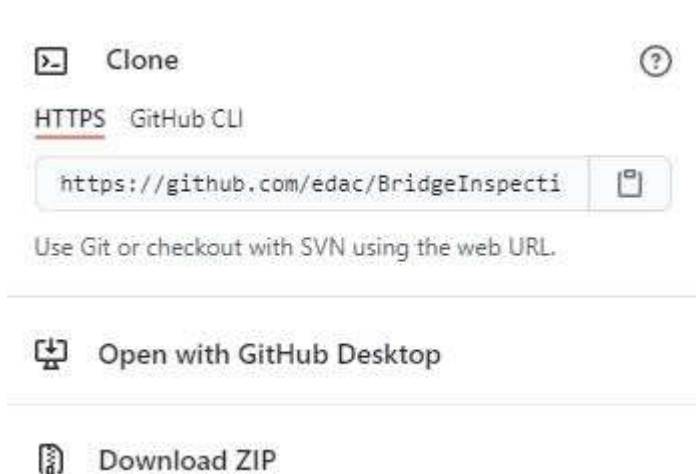 Clone
HTTPS GitHub CLI
https://github.com/edac/BridgeInspecti
Use Git or checkout with SVN using the web URL.
Open with GitHub Desktop
Download ZIP